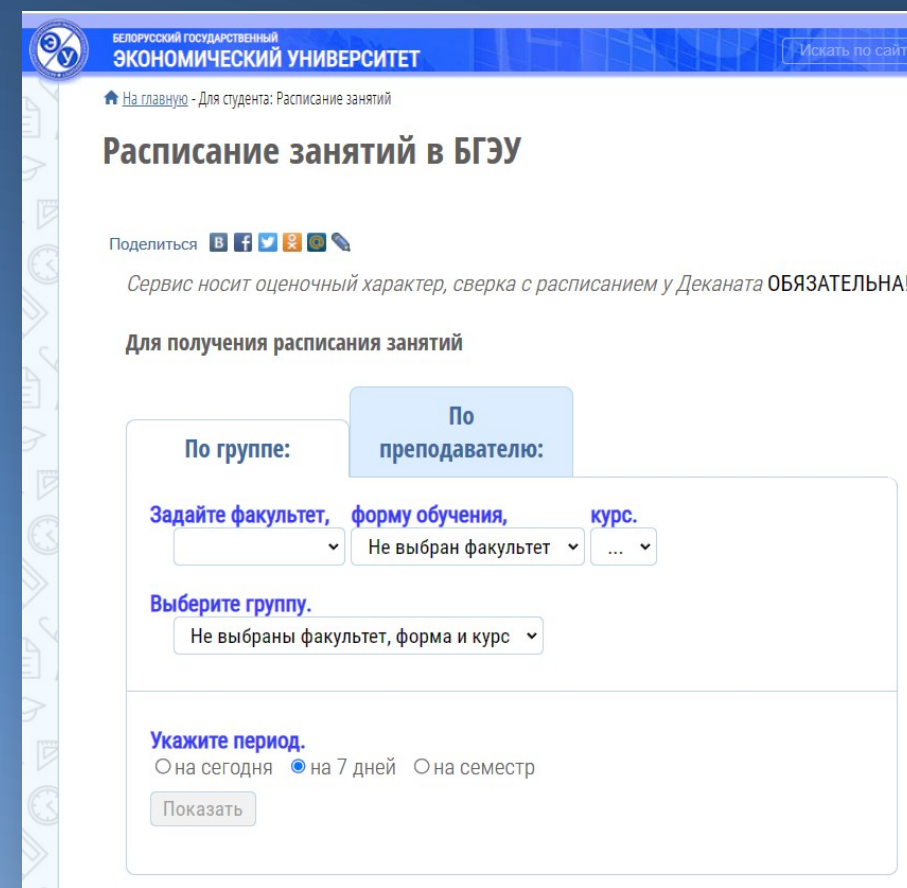 БЕЛОРУССКИЙ ГОСУДАРСТВЕННЫЙ
ЭКОНОМИЧЕСКИЙ УНИВЕРСИТЕТ
Искать по сайт
ЭУ
На главную - Для студента: Расписание занятий
Расписание занятий в БГЭУ
Поделиться
Сервис носит оценочный характер, сверка с расписанием у Деканата ОБЯЗАТЕЛЬНА!
Для получения расписания занятий
По группе:
По
преподавателю:
Задайте факультет, форму обучения, курс.
Не выбран факультет ...
Выберите группу.
Не выбраны факультет, форма и курс
Укажите период.
на сегодня на 7 дней на семестр
Показать